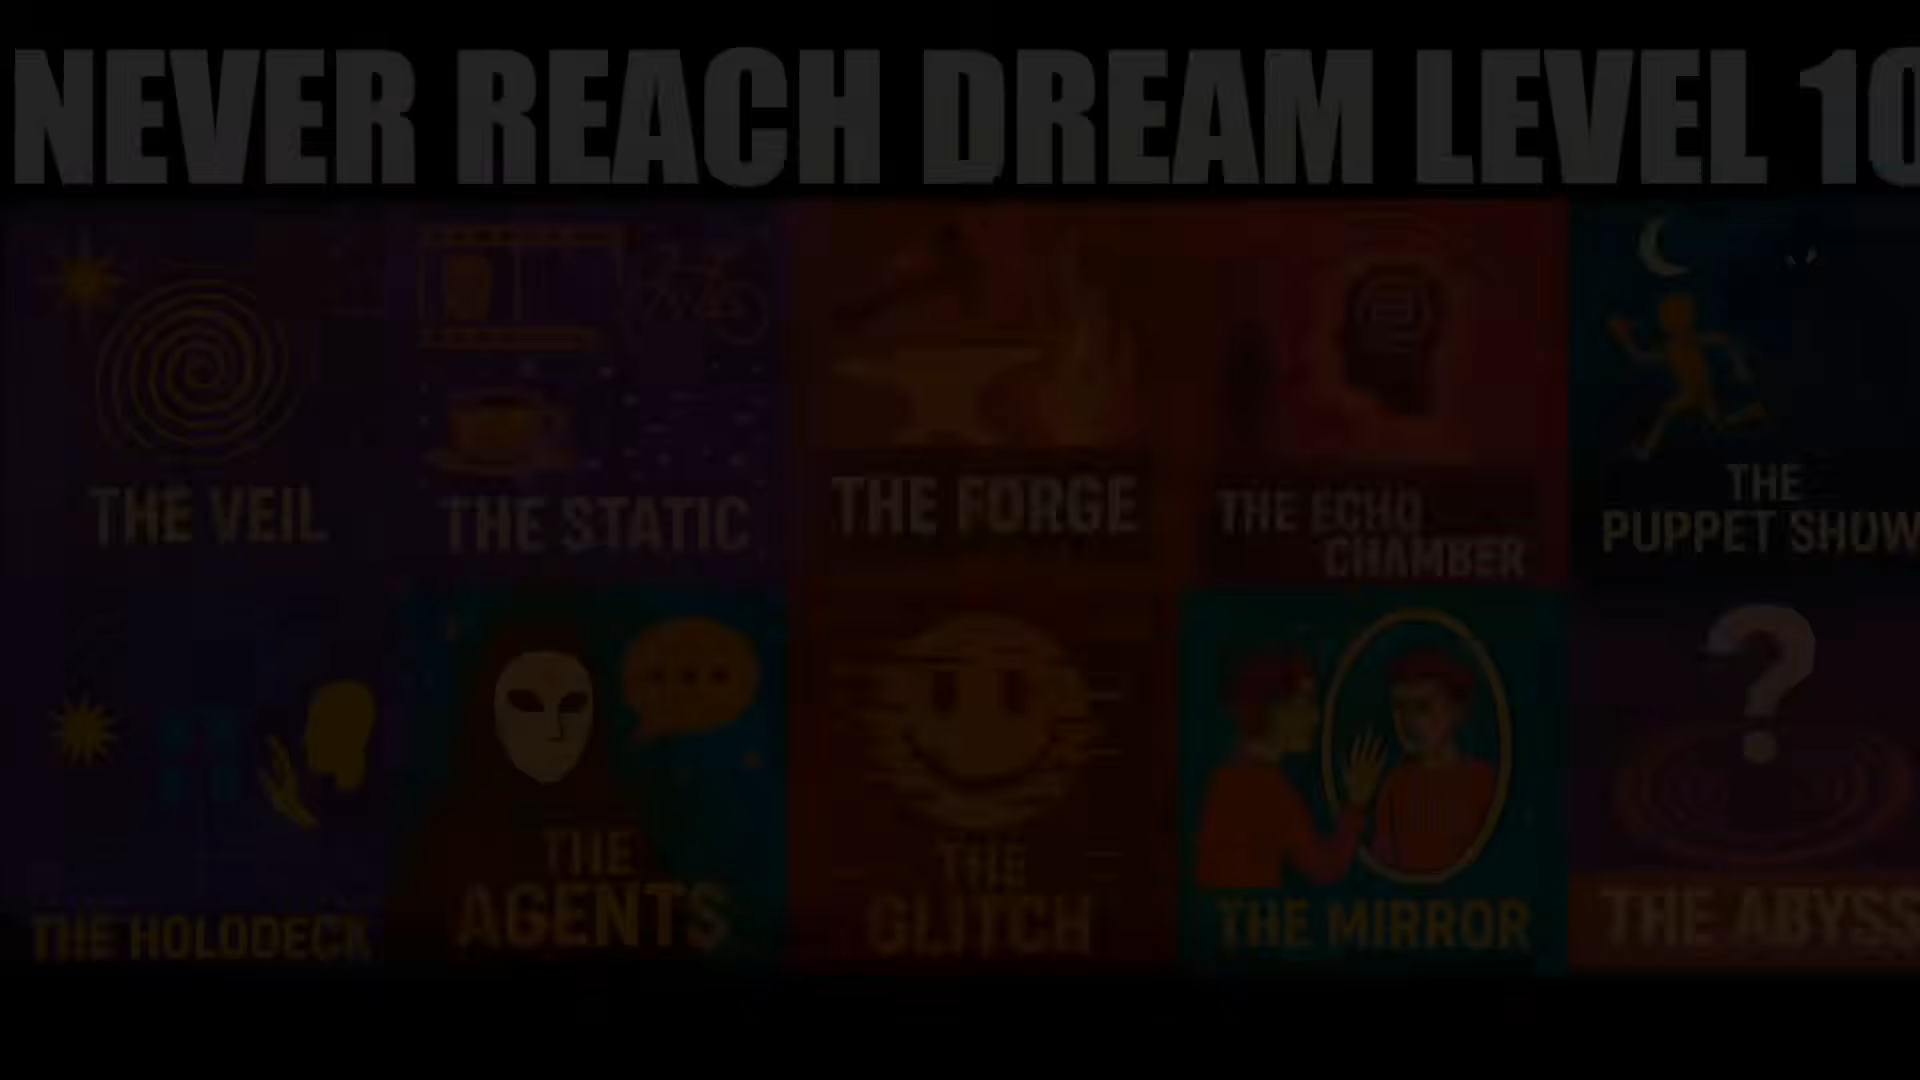 NEVER REACH DREAM LEVEL 10
THE VEIL
THE STATIC
THE FORGE
THE ECHO
CHAMBER
THE
PUPPET SHOW
THE HOLODECK
THE
AGENTS
THE
GLITCH
THE MIRROR
THE ABYSS